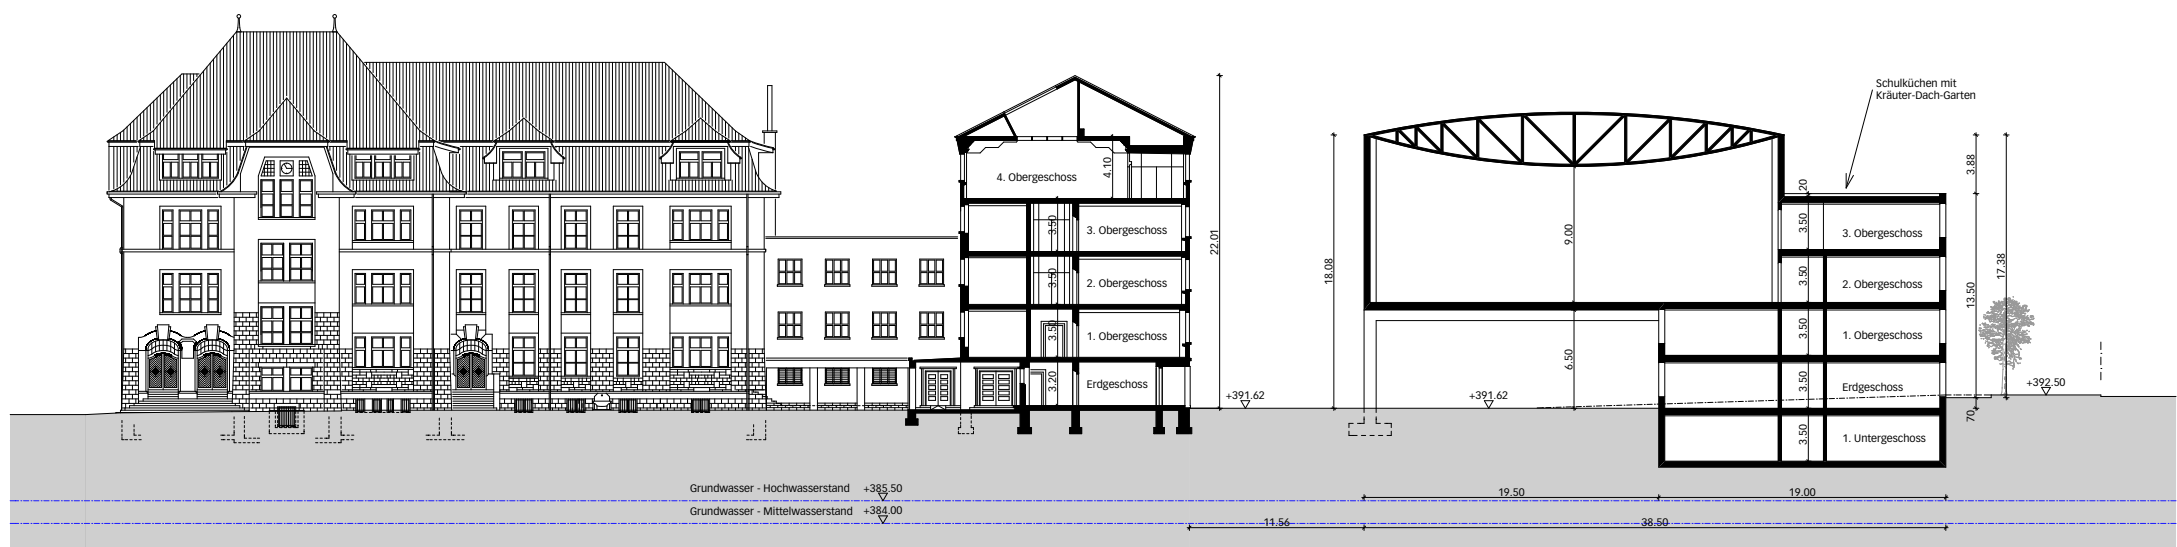 Schulküchen mit
Kräuter-Dach-Garten
4. Obergeschoss
4.10
3.50
3. Obergeschoss
3.50
2. Obergeschoss
3.50
1. Obergeschoss
3.20
Erdgeschoss
22.01
18.08
9.00
6.50
20
3.50
3. Obergeschoss
3.50
2. Obergeschoss
3.50
1. Obergeschoss
3.50
Erdgeschoss
3.50
1. Untergeschoss
3.88
13.50
17.38
70
+391.62
+391.62
+392.50
Grundwasser - Hochwasserstand +385.50
Grundwasser - Mittelwasserstand +384.00
19.50
19.00
11.56
38.50